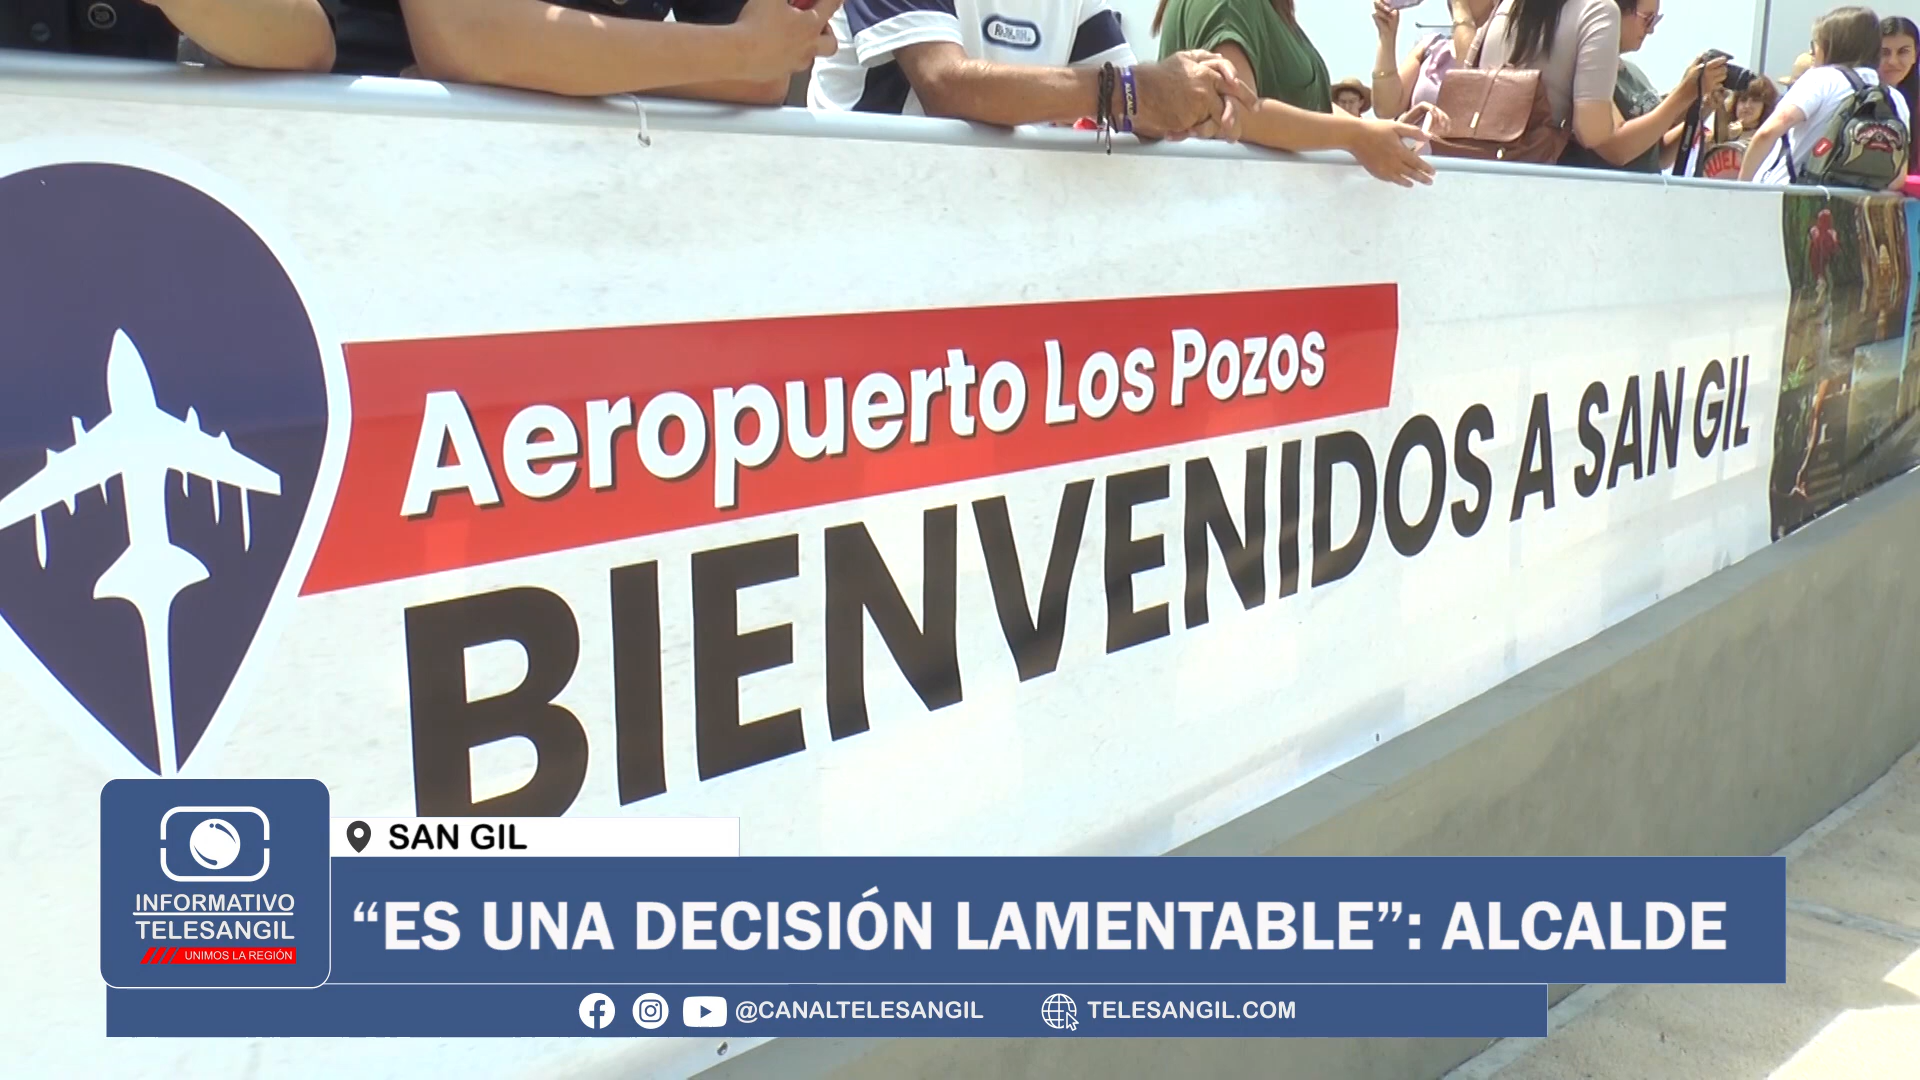 Aeropuerto Los Pozos
BIENVENIDOS A SAN GIL
SAN GIL
INFORMATIVO
TELESANGIL
UNIMOS LA REGIÓN
“ES UNA DECISIÓN LAMENTABLE”: ALCALDE
@CANALTELESANGIL
TELESANGIL.COM